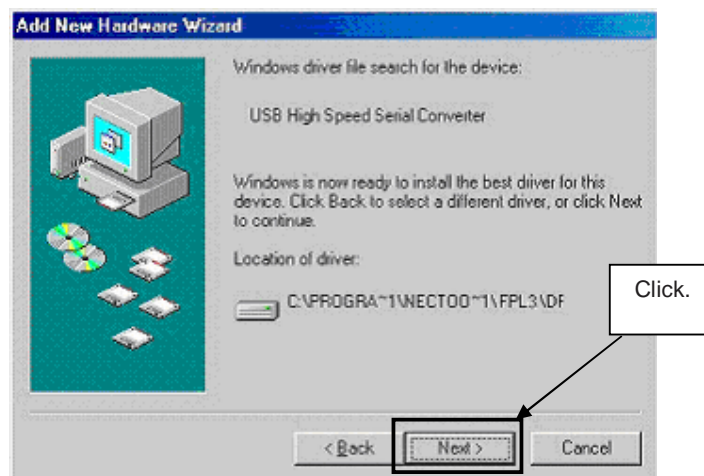 Add New Hardware Wizard
Windows driver file search for the device:
USB High Speed Serial Converter
Windows is now ready to install the best driver for this
device. Click Back to select a different driver, or click Next
to continue.
Location of driver:
C:\PROGRA~1\NECTOO~1\FPL3\DF
Click.
< Back
Next >
Cancel